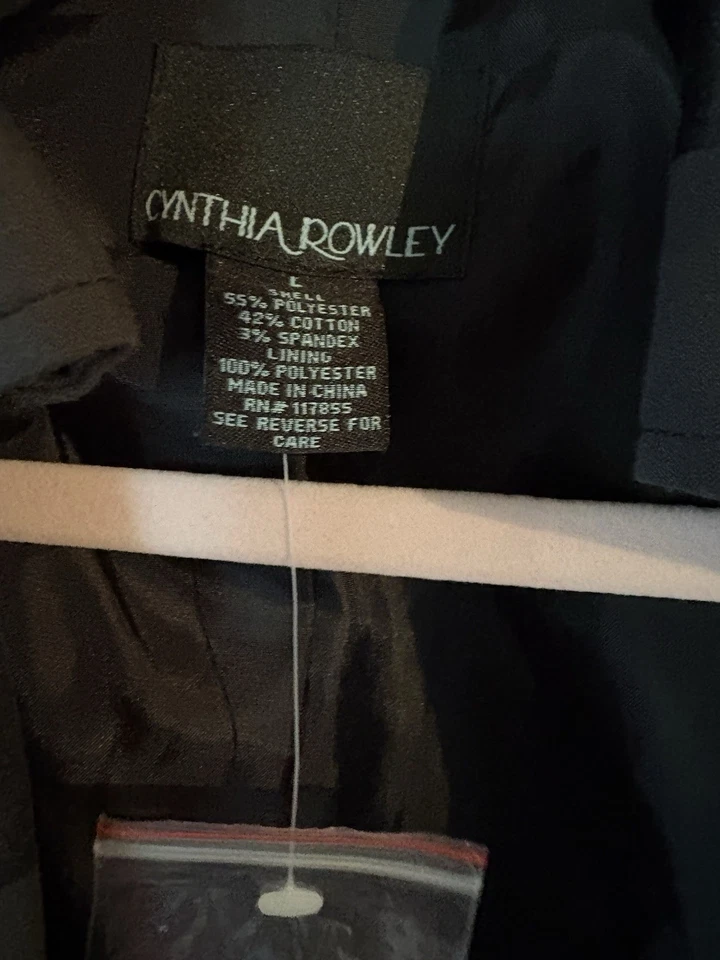 CYNTHIA ROWLEY
L
SHELL
55% POLYESTER
42% COTTON
3% SPANDEX
LINING
100% POLYESTER
MADE IN CHINA
RN# 117855
SEE REVERSE FOR
CARE